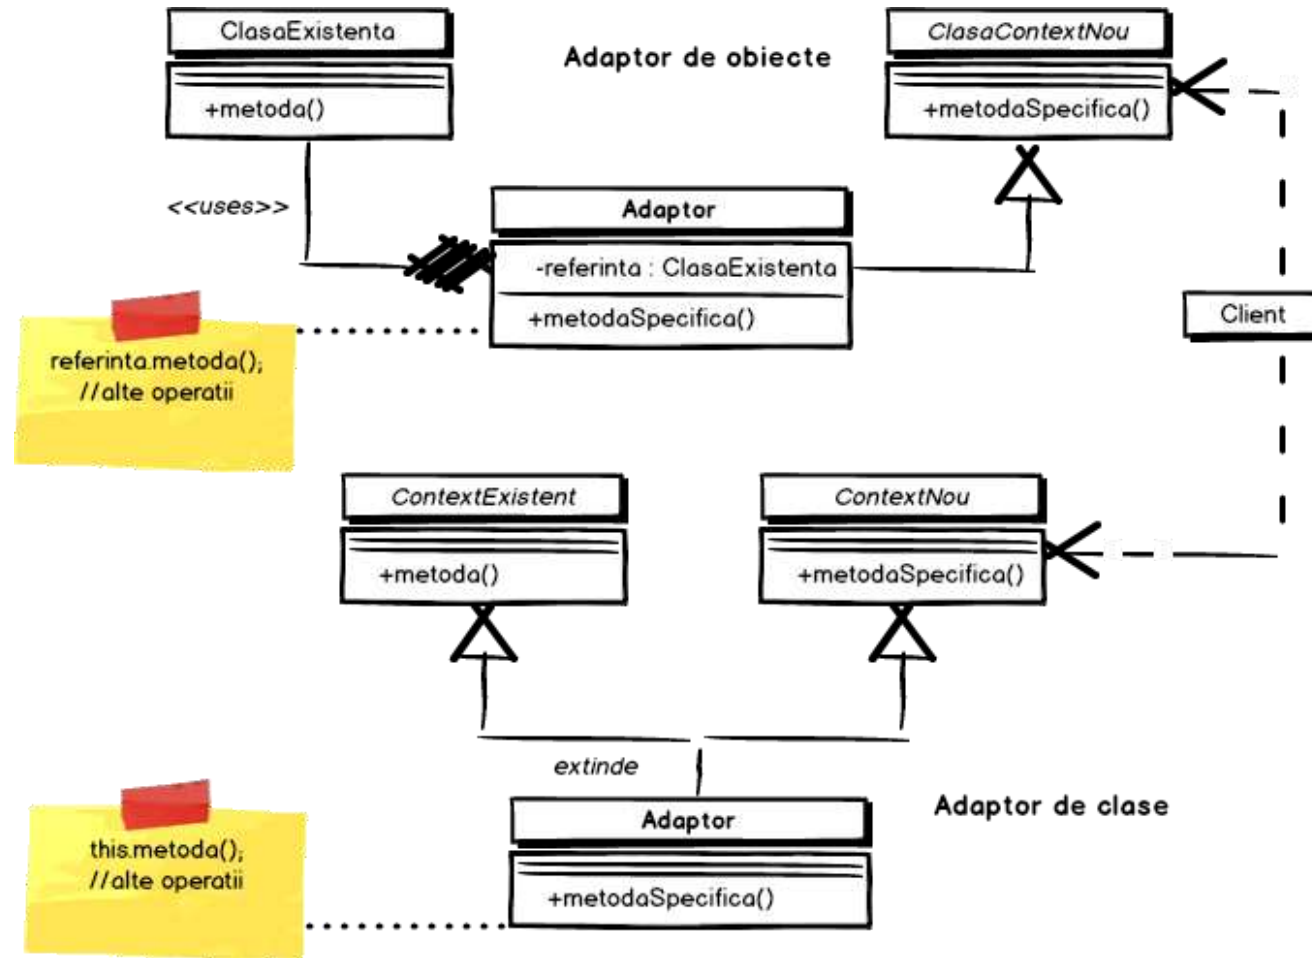 ClasaExistenta
+metoda()
Adaptor de obiecte
ClasaContextNou
+metodaSpecifica()
<<uses>>
Adaptor
-referinta : ClasaExistenta
+metodaSpecifica()
Client
referinta.metoda();
//alte operatii
ContextExistent
+metoda()
ContextNou
+metodaSpecifica()
extinde
Adaptor
+metodaSpecifica()
Adaptor de clase
this.metoda();
//alte operatii